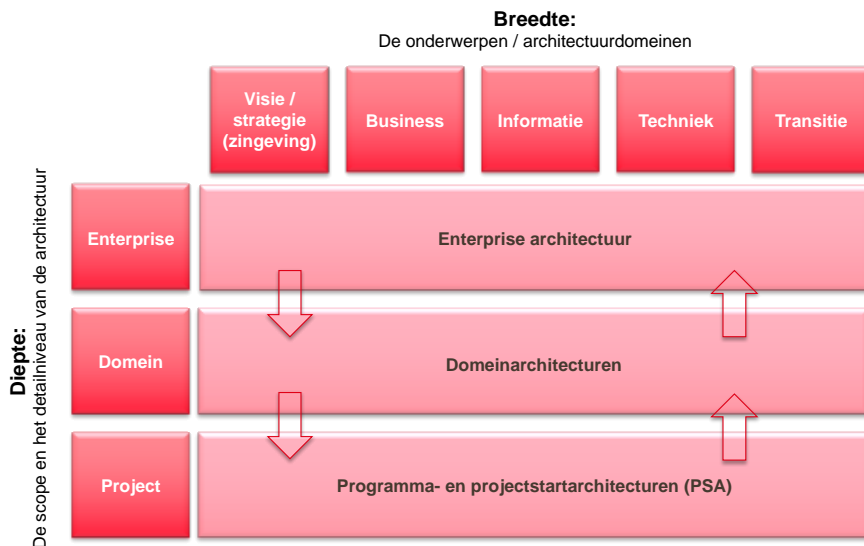 Breedte:
De onderwerpen / architectuurdomeinen
Visie /
strategie
(zingeving)
Business
Informatie
Techniek
Transitie
Diepte:
De scope en het detailniveau van de architectuur
Enterprise
Enterprise architectuur
Domein
Domeinarchitecturen
Project
Programma- en projectstartarchitecturen (PSA)